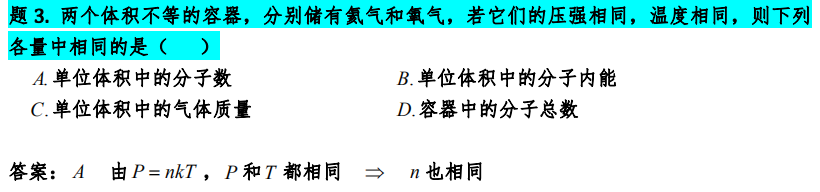 题 3. 两个体积不等的容器，分别储有氦气和氧气，若它们的压强相同，温度相同，则下列
各量中相同的是（ ）
A. 单位体积中的分子数 B. 单位体积中的分子内能
C. 单位体积中的气体质量 D. 容器中的分子总数
答案： A 由 P = nkT ， P 和 T 都相同 ⇒ n 也相同